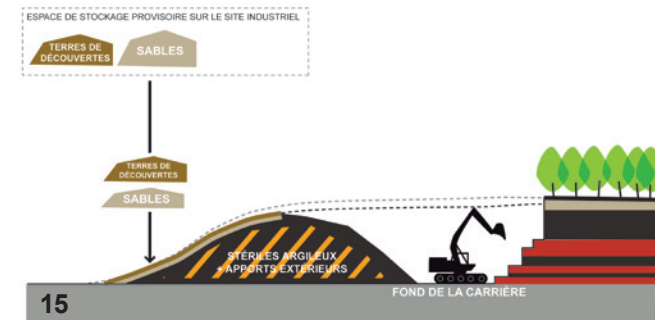 ESPACE DE STOCKAGE PROVISOIRE SUR LE SITE INDUSTRIEL
TERRES DE
DÉCOUVERTES
SABLES
TERRES DE
DÉCOUVERTES
SABLES
STÉRILES ARGILEUX
+ APPORTS EXTÉRIEURS
FOND DE LA CARRIÈRE
15